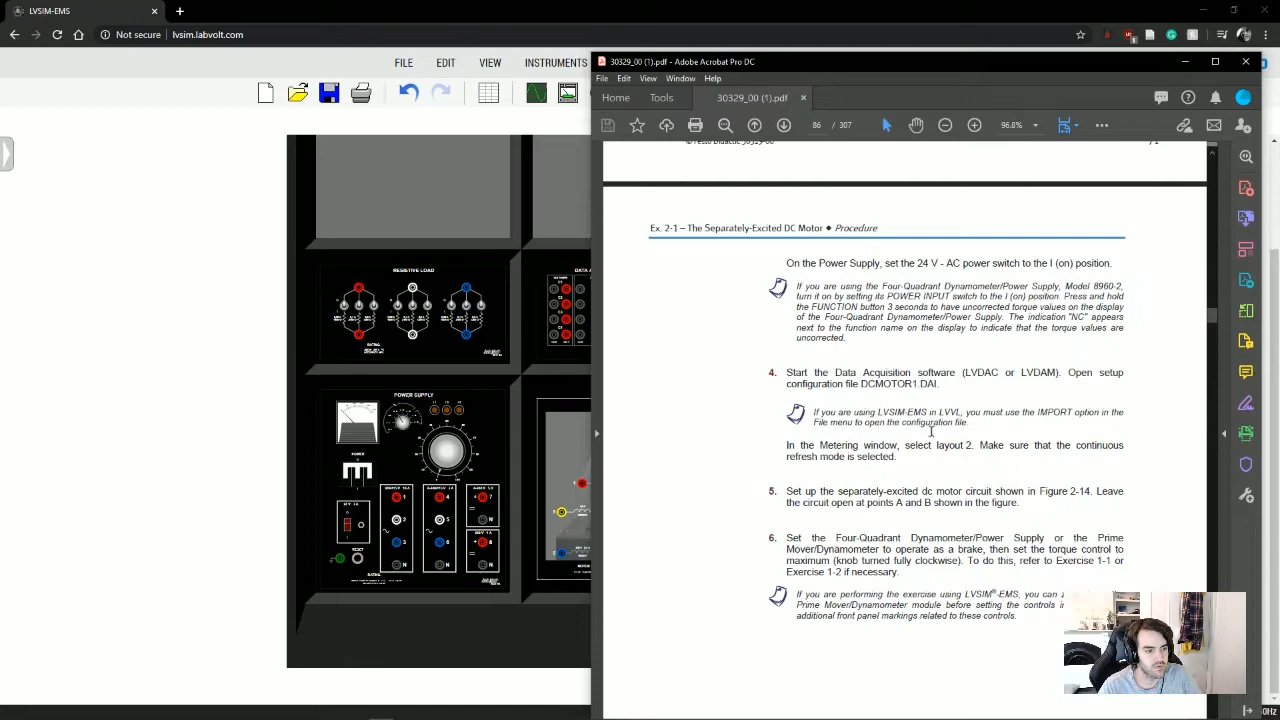 LVSIM-EMS
Not secure | lvsim.labvolt.com
FILE EDIT VIEW INSTRUMENTS
30329_00 (1).pdf - Adobe Acrobat Pro DC
File Edit View Window Help
Home Tools 30329_00 (1).pdf
86 / 307 96.8%
Ex. 2-1 – The Separately-Excited DC Motor ◆ Procedure
On the Power Supply, set the 24 V - AC power switch to the I (on) position.
If you are using the Four-Quadrant Dynamometer/Power Supply, Model 8960-2,
turn it on by setting its POWER INPUT switch to the I (on) position. Press and hold
the FUNCTION button 3 seconds to have uncorrected torque values on the display
of the Four-Quadrant Dynamometer/Power Supply. The indication "NC" appears
next to the function name on the display to indicate that the torque values are
uncorrected.
4. Start the Data Acquisition software (LVDAC or LVDAM). Open setup
configuration file DCMOTOR1.DAI.
If you are using LVSIM-EMS in LVVL, you must use the IMPORT option in the
File menu to open the configuration file.
In the Metering window, select layout 2. Make sure that the continuous
refresh mode is selected.
5. Set up the separately-excited dc motor circuit shown in Figure 2-14. Leave
the circuit open at points A and B shown in the figure.
6. Set the Four-Quadrant Dynamometer/Power Supply or the Prime
Mover/Dynamometer to operate as a brake, then set the torque control to
maximum (knob turned fully clockwise). To do this, refer to Exercise 1-1 or
Exercise 1-2 if necessary.
If you are performing the exercise using LVSIM®-EMS, you can
Prime Mover/Dynamometer module before setting the controls
additional front panel markings related to these controls.
RESISTIVE LOAD
POWER SUPPLY
POWER
RESET
1 4 7
2 5 N
3 6 8
N N N
0Hz